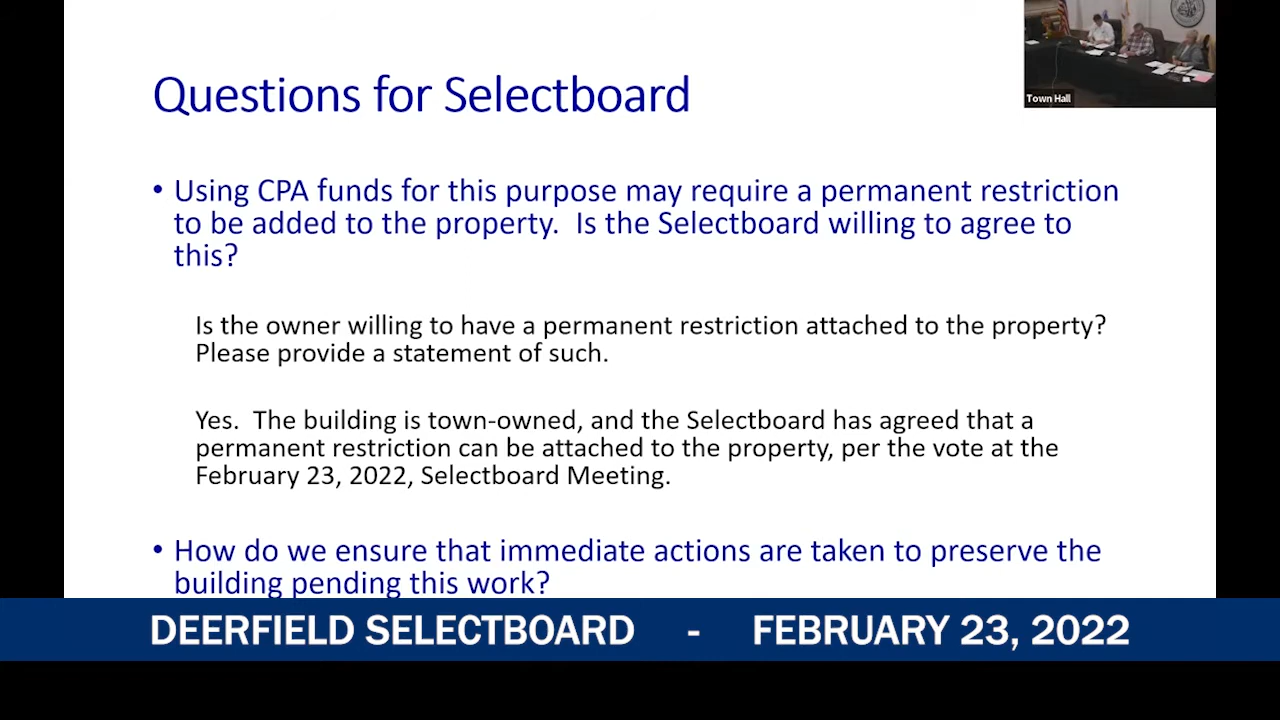 Town Hall
Questions for Selectboard
• Using CPA funds for this purpose may require a permanent restriction
to be added to the property.  Is the Selectboard willing to agree to
this?
Is the owner willing to have a permanent restriction attached to the property?
Please provide a statement of such.
Yes.  The building is town-owned, and the Selectboard has agreed that a
permanent restriction can be attached to the property, per the vote at the
February 23, 2022, Selectboard Meeting.
• How do we ensure that immediate actions are taken to preserve the
building pending this work?
DEERFIELD SELECTBOARD - FEBRUARY 23, 2022